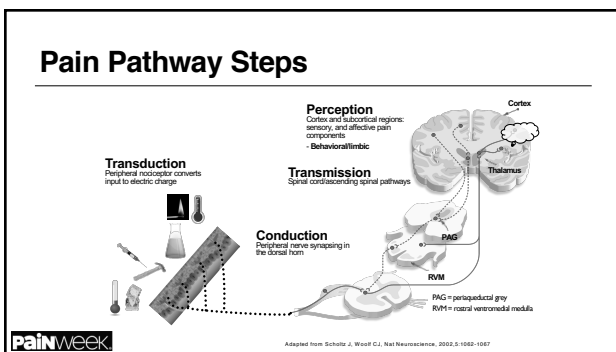 Pain Pathway Steps
Perception
Cortex and subcortical regions:
sensory, and affective pain
components
- Behavioral/limbic
Cortex
Thalamus
Transduction
Peripheral nociceptor converts
input to electric charge
Transmission
Spinal cord/ascending spinal pathways
Conduction
Peripheral nerve synapsing in
the dorsal horn
PAG
RVM
PAG = periaqueductal grey
RVM = rostral ventromedial medulla
PAINWEEK.
Adapted from Scholtz J, Woolf CJ, Nat Neuroscience, 2002,5:1062-1067